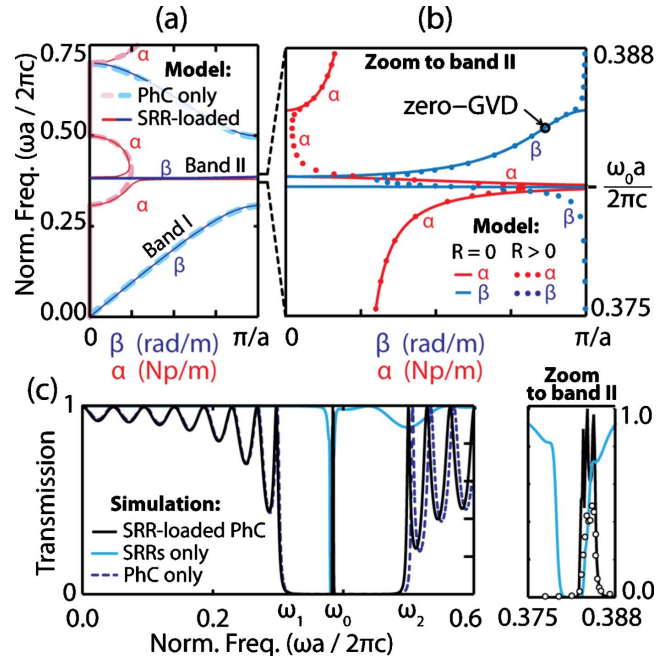 (a)
(b)
0.75
0.50
0.25
0.00
Norm. Freq. (ωa / 2πc)
α
Model:
PhC only
SRR-loaded
α
β
Band II
α
Band I
β
0
π/a
β (rad/m)
α (Np/m)
Zoom to band II
α
zero–GVD
α
β
α
β
α
Model:
R = 0 R > 0
α α
β β
0.388
ω₀a
2πc
0.375
0
π/a
β (rad/m)
α (Np/m)
(c)
Transmission
1
0
Simulation:
SRR-loaded PhC
SRRs only
PhC only
0.0
0.2
ω₁
ω₀
ω₂
0.6
Norm. Freq. (ωa / 2πc)
Zoom
to band II
1.0
0.0
0.375
0.388